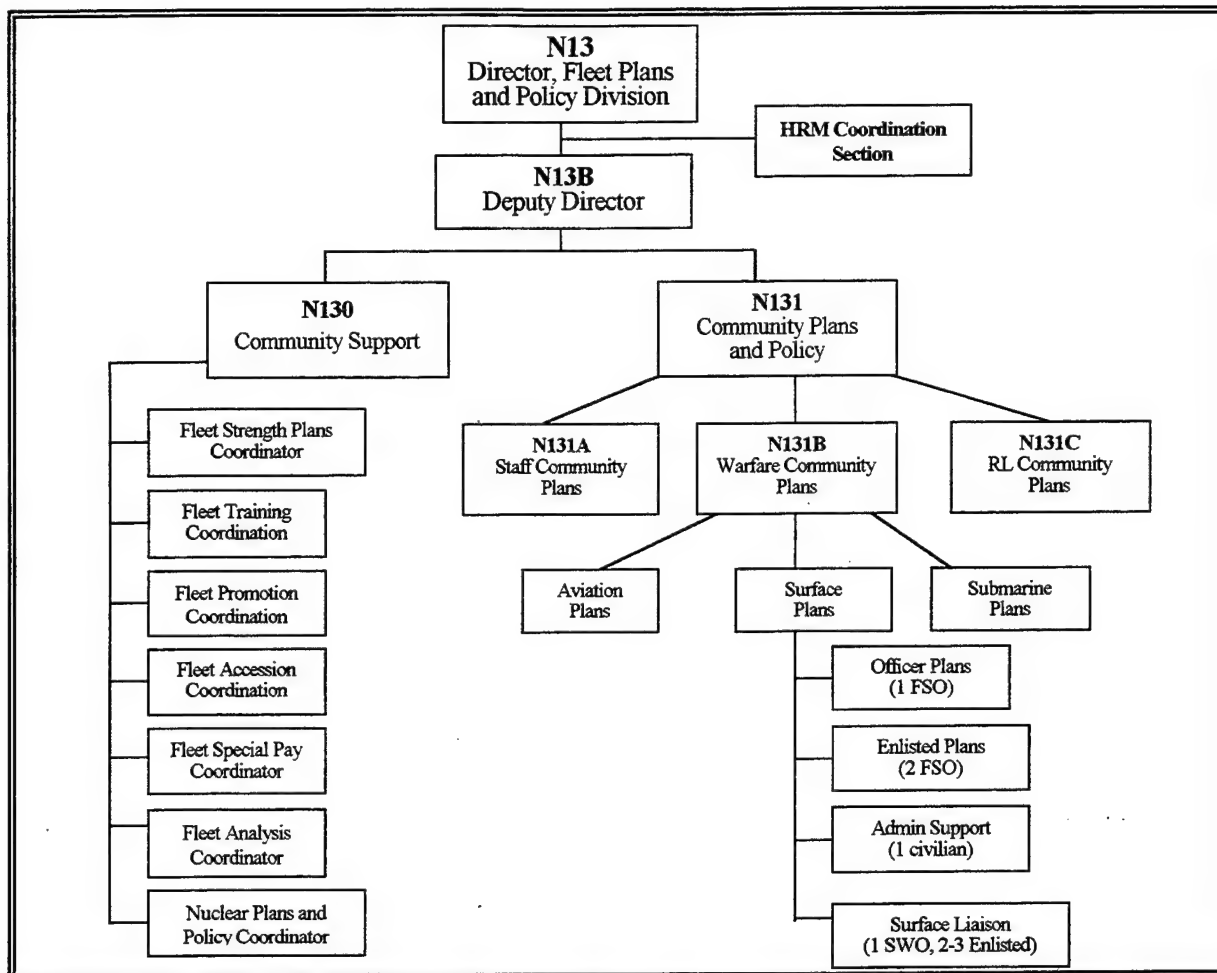 N13
Director, Fleet Plans
and Policy Division
HRM Coordination
Section
N13B
Deputy Director
N130
Community Support
N131
Community Plans
and Policy
Fleet Strength Plans
Coordinator
Fleet Training
Coordination
Fleet Promotion
Coordination
Fleet Accession
Coordination
Fleet Special Pay
Coordinator
Fleet Analysis
Coordinator
Nuclear Plans and
Policy Coordinator
N131A
Staff Community
Plans
N131B
Warfare Community
Plans
N131C
RL Community
Plans
Aviation
Plans
Surface
Plans
Submarine
Plans
Officer Plans
(1 FSO)
Enlisted Plans
(2 FSO)
Admin Support
(1 civilian)
Surface Liaison
(1 SWO, 2-3 Enlisted)